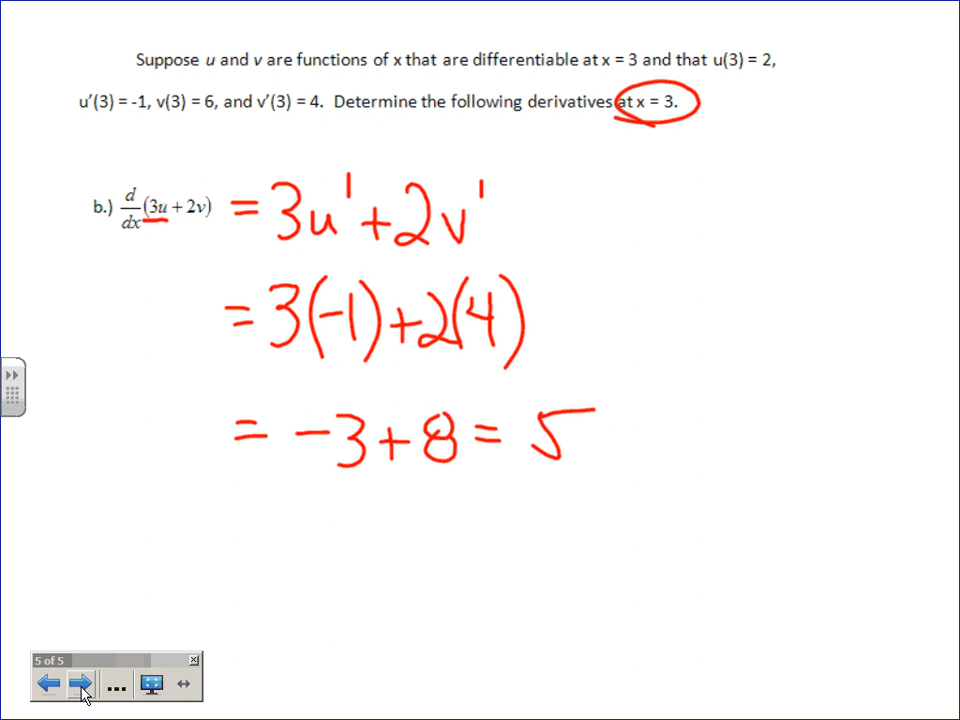 Suppose u and v are functions of x that are differentiable at x = 3 and that u(3) = 2,
u′(3) = -1, v(3) = 6, and v′(3) = 4. Determine the following derivatives at x = 3.
b.) d/dx (3u + 2v) = 3u' + 2v'
= 3(-1) + 2(4)
= -3 + 8 = 5
5 of 5